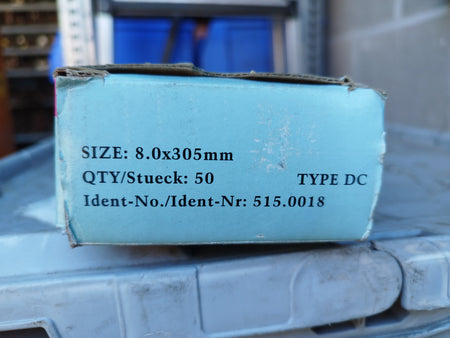 SIZE: 8.0x305mm
QTY/Stueck: 50 TYPE DC
Ident-No./Ident-Nr: 515.0018